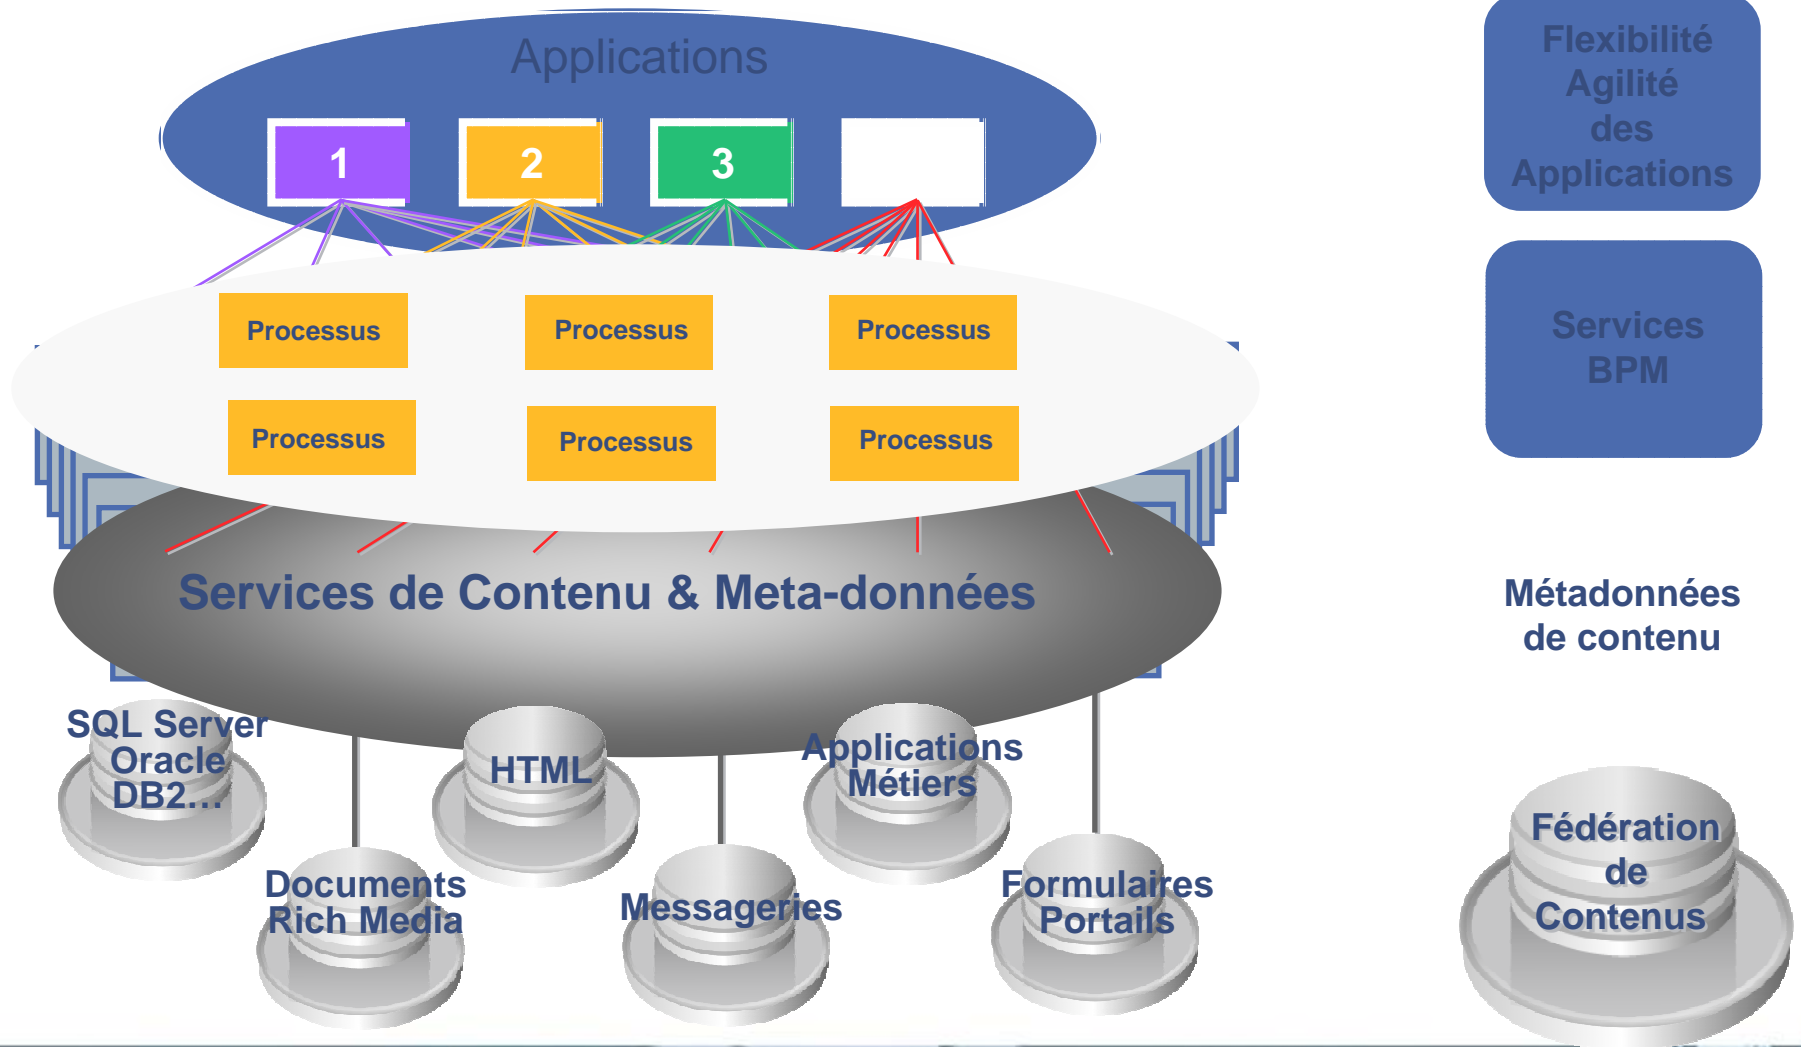 Applications
1
2
3
Processus
Processus
Processus
Processus
Processus
Processus
Services de Contenu & Meta-données
SQL Server
Oracle
DB2…
HTML
Applications
Métiers
Documents
Rich Media
Messageries
Formulaires
Portails
Flexibilité
Agilité
des
Applications
Services
BPM
Métadonnées
de contenu
Fédération
de
Contenus